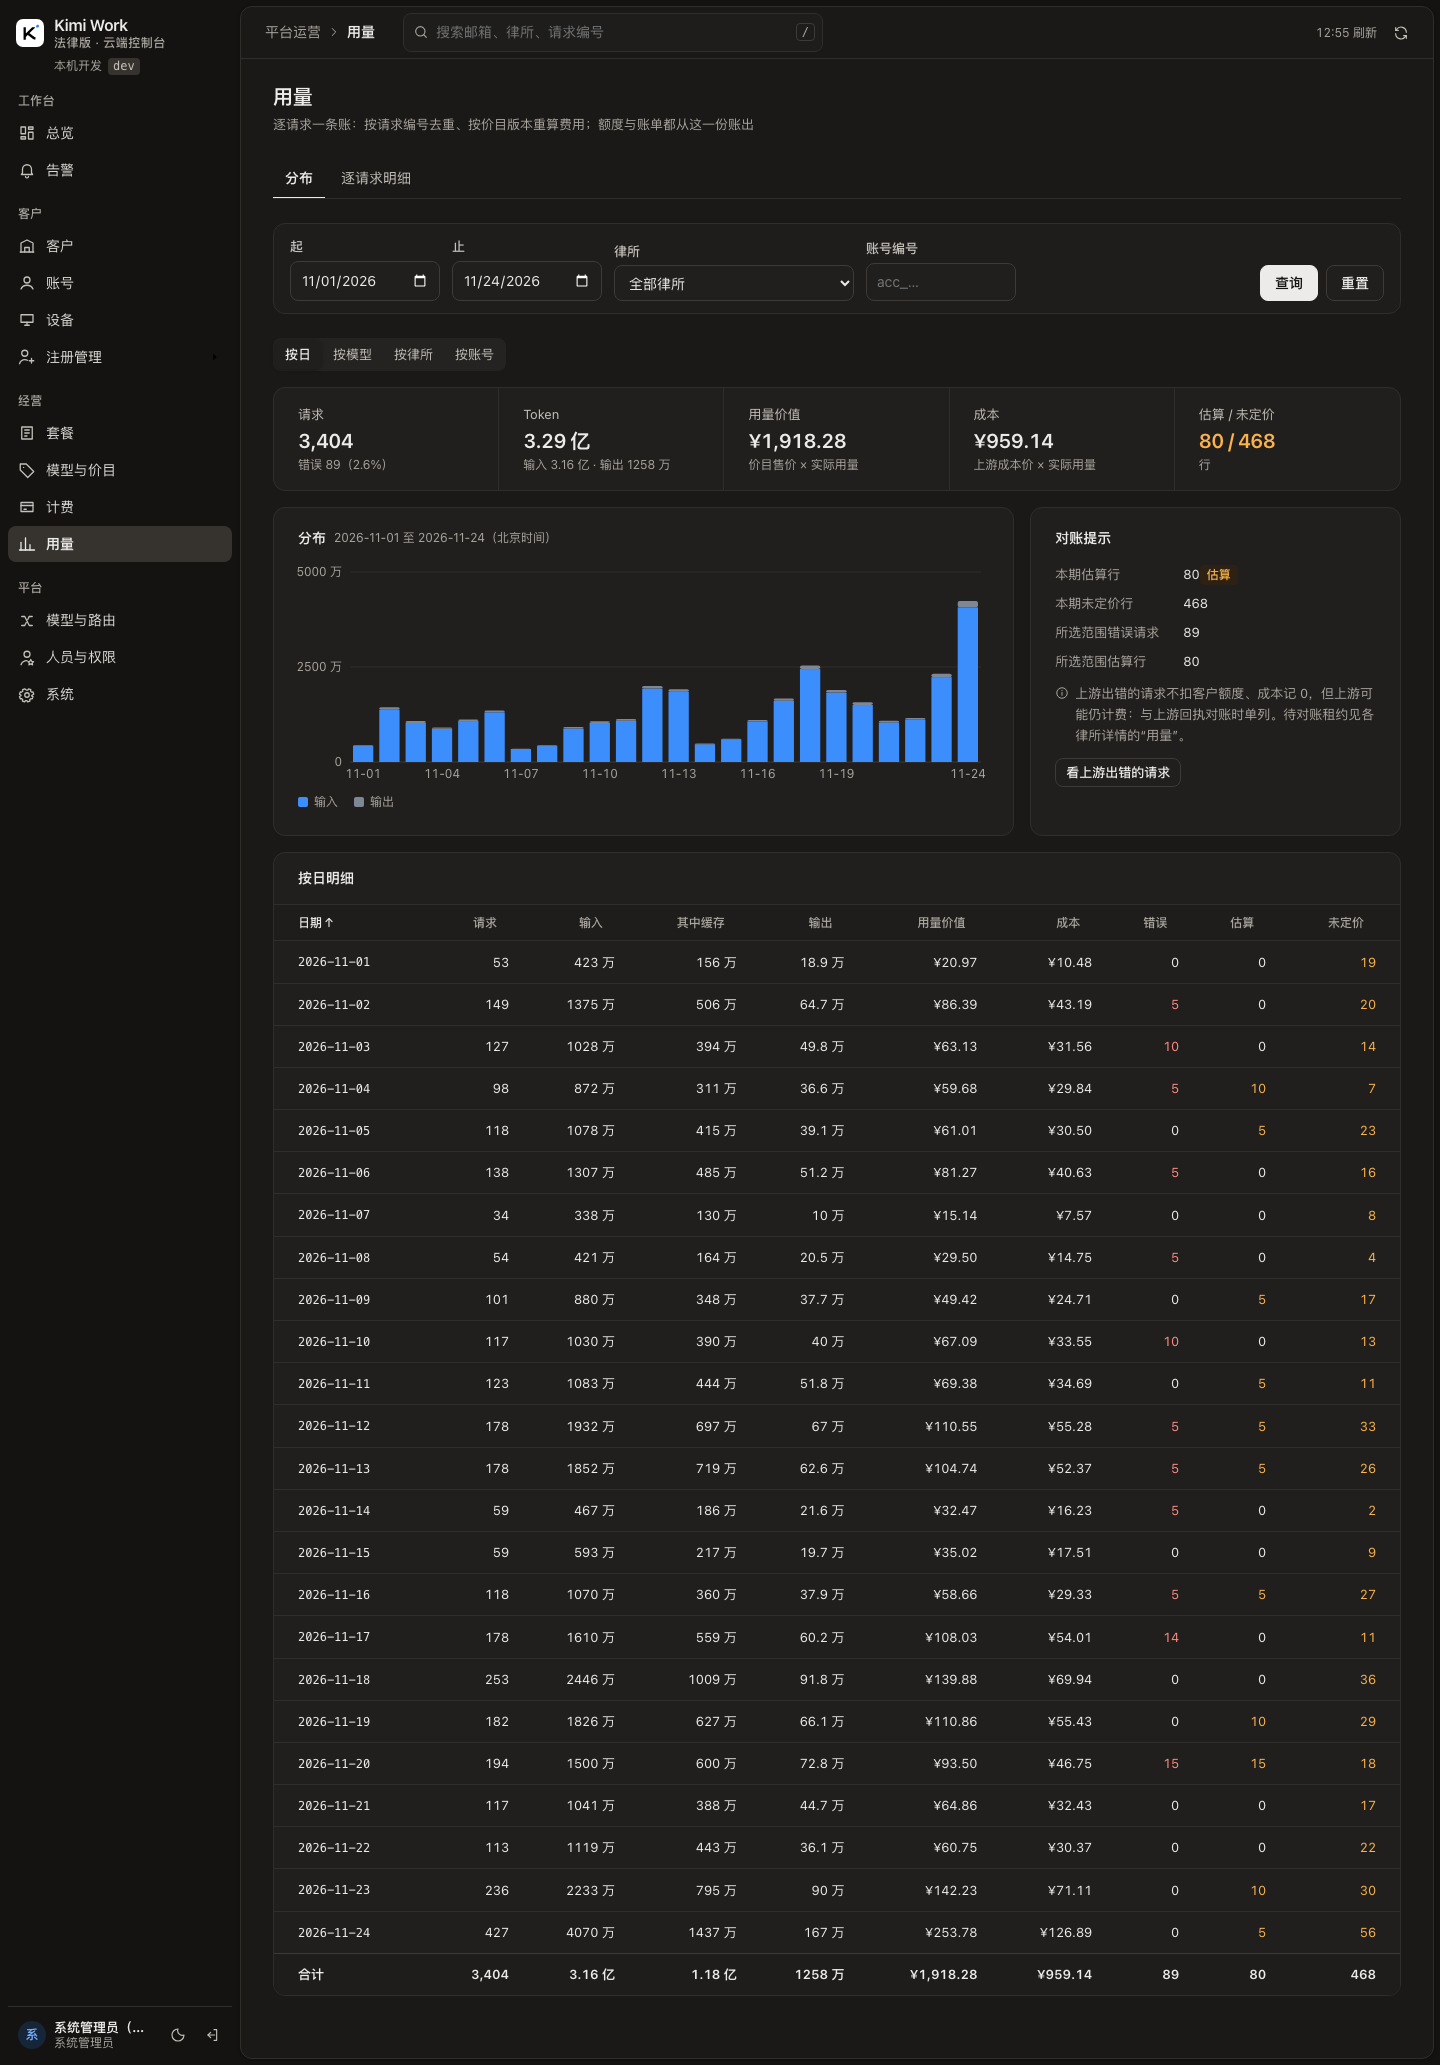 Kimi Work
法律版 · 云端控制台
本机开发 dev
工作台
总览
告警
客户
客户
账号
设备
注册管理
经营
套餐
模型与价目
计费
用量
平台
模型与路由
人员与权限
系统
系
系统管理员（...
系统管理员
平台运营 > 用量
搜索邮箱、律所、请求编号 /
12:55 刷新
用量
逐请求一条账：按请求编号去重、按价目版本重算费用；额度与账单都从这一份账出
分布 逐请求明细
起 止 律所 账号编号
11/01/2026 11/24/2026 全部律所 acc_... 查询 重置
按日 按模型 按律所 按账号
请求
3,404
错误 89（2.6%）
Token
3.29 亿
输入 3.16 亿 · 输出 1258 万
用量价值
¥1,918.28
价目售价 × 实际用量
成本
¥959.14
上游成本价 × 实际用量
估算 / 未定价
80 / 468
行
分布 2026-11-01 至 2026-11-24（北京时间）
5000 万
2500 万
0
11-01 11-04 11-07 11-10 11-13 11-16 11-19 11-24
输入 输出
对账提示
本期估算行 80 估算
本期未定价行 468
所选范围错误请求 89
所选范围估算行 80
上游出错的请求不扣客户额度、成本记 0，但上游可
能仍计费：与上游回执对账时单列。待对账租约见各
律所详情的“用量”。
看上游出错的请求
按日明细
日期↑ 请求 输入 其中缓存 输出 用量价值 成本 错误 估算 未定价
2026-11-01 53 423 万 156 万 18.9 万 ¥20.97 ¥10.48 0 0 19
2026-11-02 149 1375 万 506 万 64.7 万 ¥86.39 ¥43.19 5 0 20
2026-11-03 127 1028 万 394 万 49.8 万 ¥63.13 ¥31.56 10 0 14
2026-11-04 98 872 万 311 万 36.6 万 ¥59.68 ¥29.84 5 10 7
2026-11-05 118 1078 万 415 万 39.1 万 ¥61.01 ¥30.50 0 5 23
2026-11-06 138 1307 万 485 万 51.2 万 ¥81.27 ¥40.63 5 0 16
2026-11-07 34 338 万 130 万 10 万 ¥15.14 ¥7.57 0 0 8
2026-11-08 54 421 万 164 万 20.5 万 ¥29.50 ¥14.75 5 0 4
2026-11-09 101 880 万 348 万 37.7 万 ¥49.42 ¥24.71 0 5 17
2026-11-10 117 1030 万 390 万 40 万 ¥67.09 ¥33.55 10 0 13
2026-11-11 123 1083 万 444 万 51.8 万 ¥69.38 ¥34.69 0 5 11
2026-11-12 178 1932 万 697 万 67 万 ¥110.55 ¥55.28 5 5 33
2026-11-13 178 1852 万 719 万 62.6 万 ¥104.74 ¥52.37 5 5 26
2026-11-14 59 467 万 186 万 21.6 万 ¥32.47 ¥16.23 5 0 2
2026-11-15 59 593 万 217 万 19.7 万 ¥35.02 ¥17.51 0 0 9
2026-11-16 118 1070 万 360 万 37.9 万 ¥58.66 ¥29.33 5 5 27
2026-11-17 178 1610 万 559 万 60.2 万 ¥108.03 ¥54.01 14 0 11
2026-11-18 253 2446 万 1009 万 91.8 万 ¥139.88 ¥69.94 0 0 36
2026-11-19 182 1826 万 627 万 66.1 万 ¥110.86 ¥55.43 0 10 29
2026-11-20 194 1500 万 600 万 72.8 万 ¥93.50 ¥46.75 15 15 18
2026-11-21 117 1041 万 388 万 44.7 万 ¥64.86 ¥32.43 0 0 17
2026-11-22 113 1119 万 443 万 36.1 万 ¥60.75 ¥30.37 0 0 22
2026-11-23 236 2233 万 795 万 90 万 ¥142.23 ¥71.11 0 10 30
2026-11-24 427 4070 万 1437 万 167 万 ¥253.78 ¥126.89 0 5 56
合计 3,404 3.16 亿 1.18 亿 1258 万 ¥1,918.28 ¥959.14 89 80 468